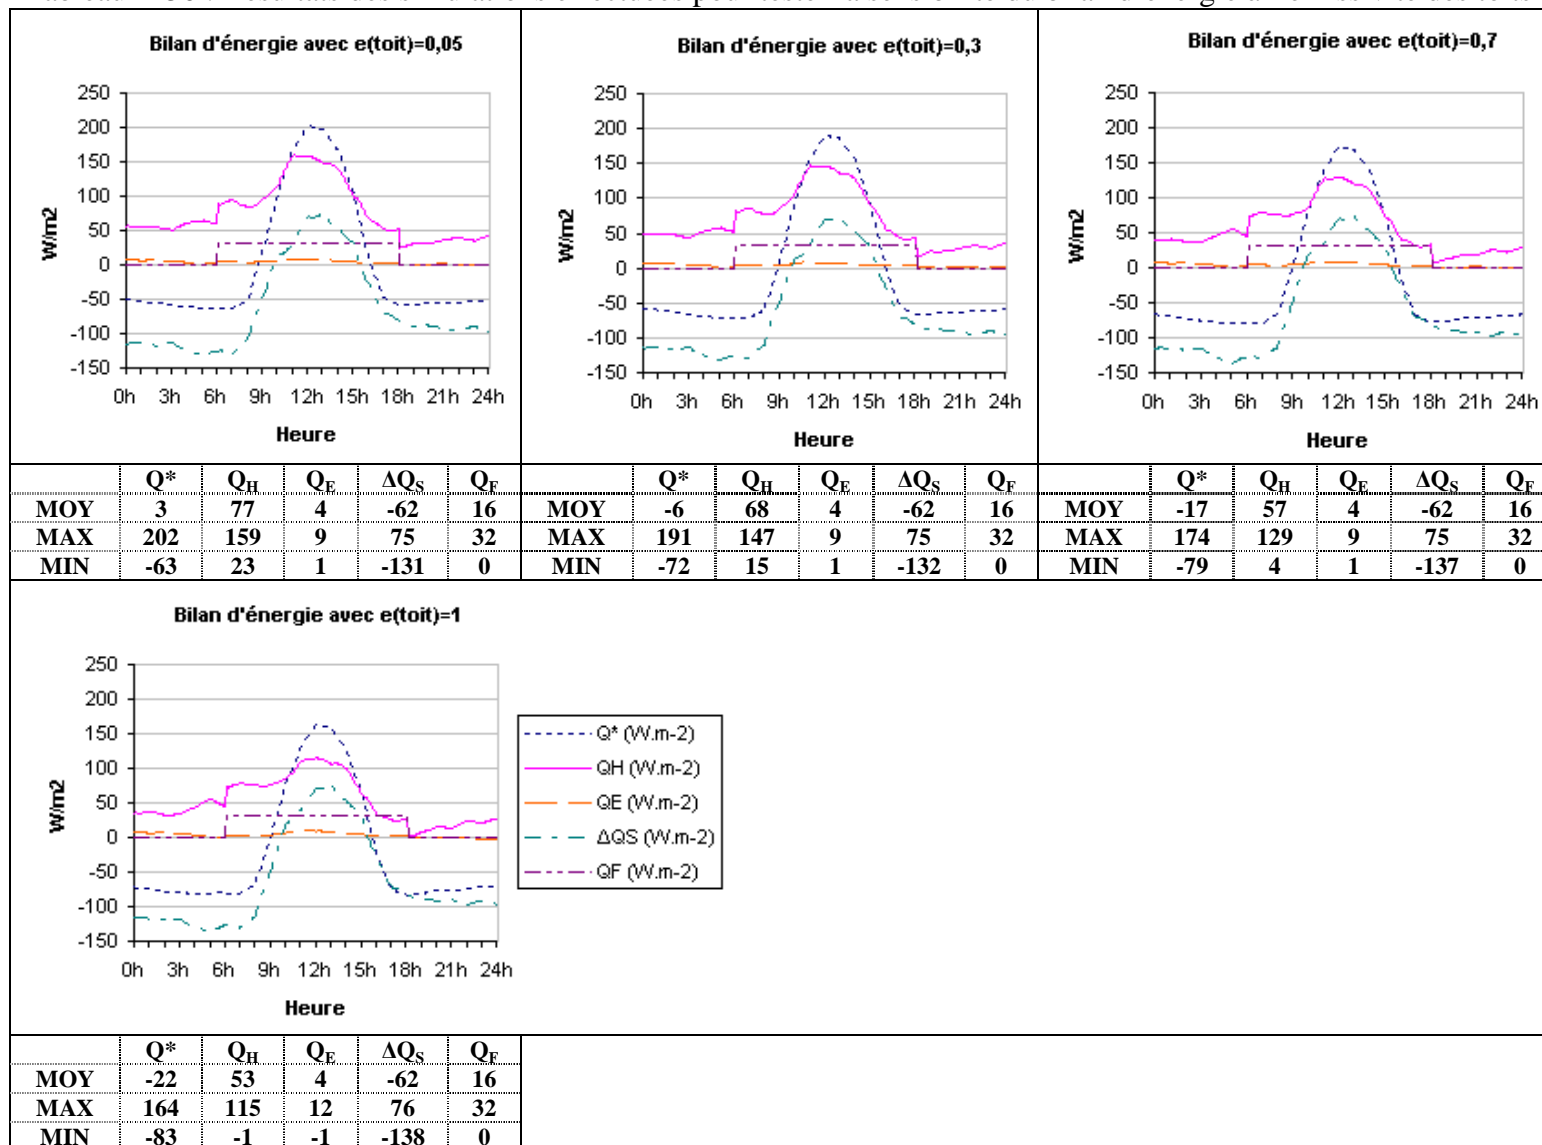 Bilan d'énergie avec e(toit)=0,05
250
200
150
100
50
0
-50
-100
-150
W/m2
0h 3h 6h 9h 12h 15h 18h 21h 24h
Heure
Q* QH QE ΔQS QF
MOY 3 77 4 -62 16
MAX 202 159 9 75 32
MIN -63 23 1 -131 0
Bilan d'énergie avec e(toit)=0,3
250
200
150
100
50
0
-50
-100
-150
W/m2
0h 3h 6h 9h 12h 15h 18h 21h 24h
Heure
Q* QH QE ΔQS QF
MOY -6 68 4 -62 16
MAX 191 147 9 75 32
MIN -72 15 1 -132 0
Bilan d'énergie avec e(toit)=0,7
250
200
150
100
50
0
-50
-100
-150
W/m2
0h 3h 6h 9h 12h 15h 18h 21h 24h
Heure
Q* QH QE ΔQS QF
MOY -17 57 4 -62 16
MAX 174 129 9 75 32
MIN -79 4 1 -137 0
Bilan d'énergie avec e(toit)=1
250
200
150
100
50
0
-50
-100
-150
W/m2
0h 3h 6h 9h 12h 15h 18h 21h 24h
Heure
Q* (W.m-2)
QH (W.m-2)
QE (W.m-2)
ΔQS (W.m-2)
QF (W.m-2)
Q* QH QE ΔQS QF
MOY -22 53 4 -62 16
MAX 164 115 12 76 32
MIN -83 -1 -1 -138 0